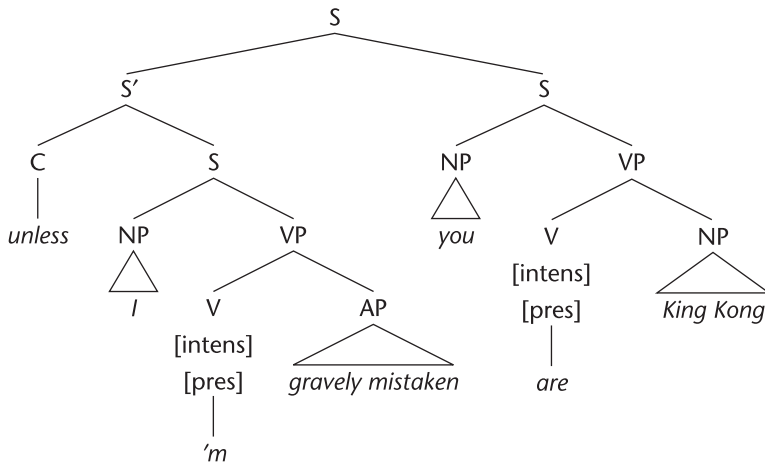 S
S′ S
C S NP VP
unless NP VP you V NP
I V AP [intens] King Kong
[intens] gravely mistaken [pres]
[pres] are
'm